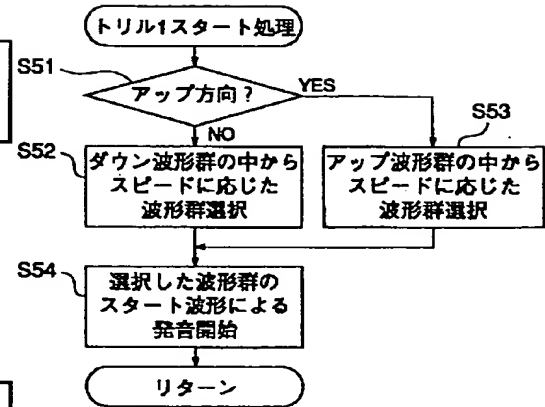 トリル1スタート処理
S51
アップ方向?
YES
NO
S53
S52
ダウン波形群の中から
スピードに応じた
波形群選択
アップ波形群の中から
スピードに応じた
波形群選択
S54
選択した波形群の
スタート波形による
発音開始
リターン